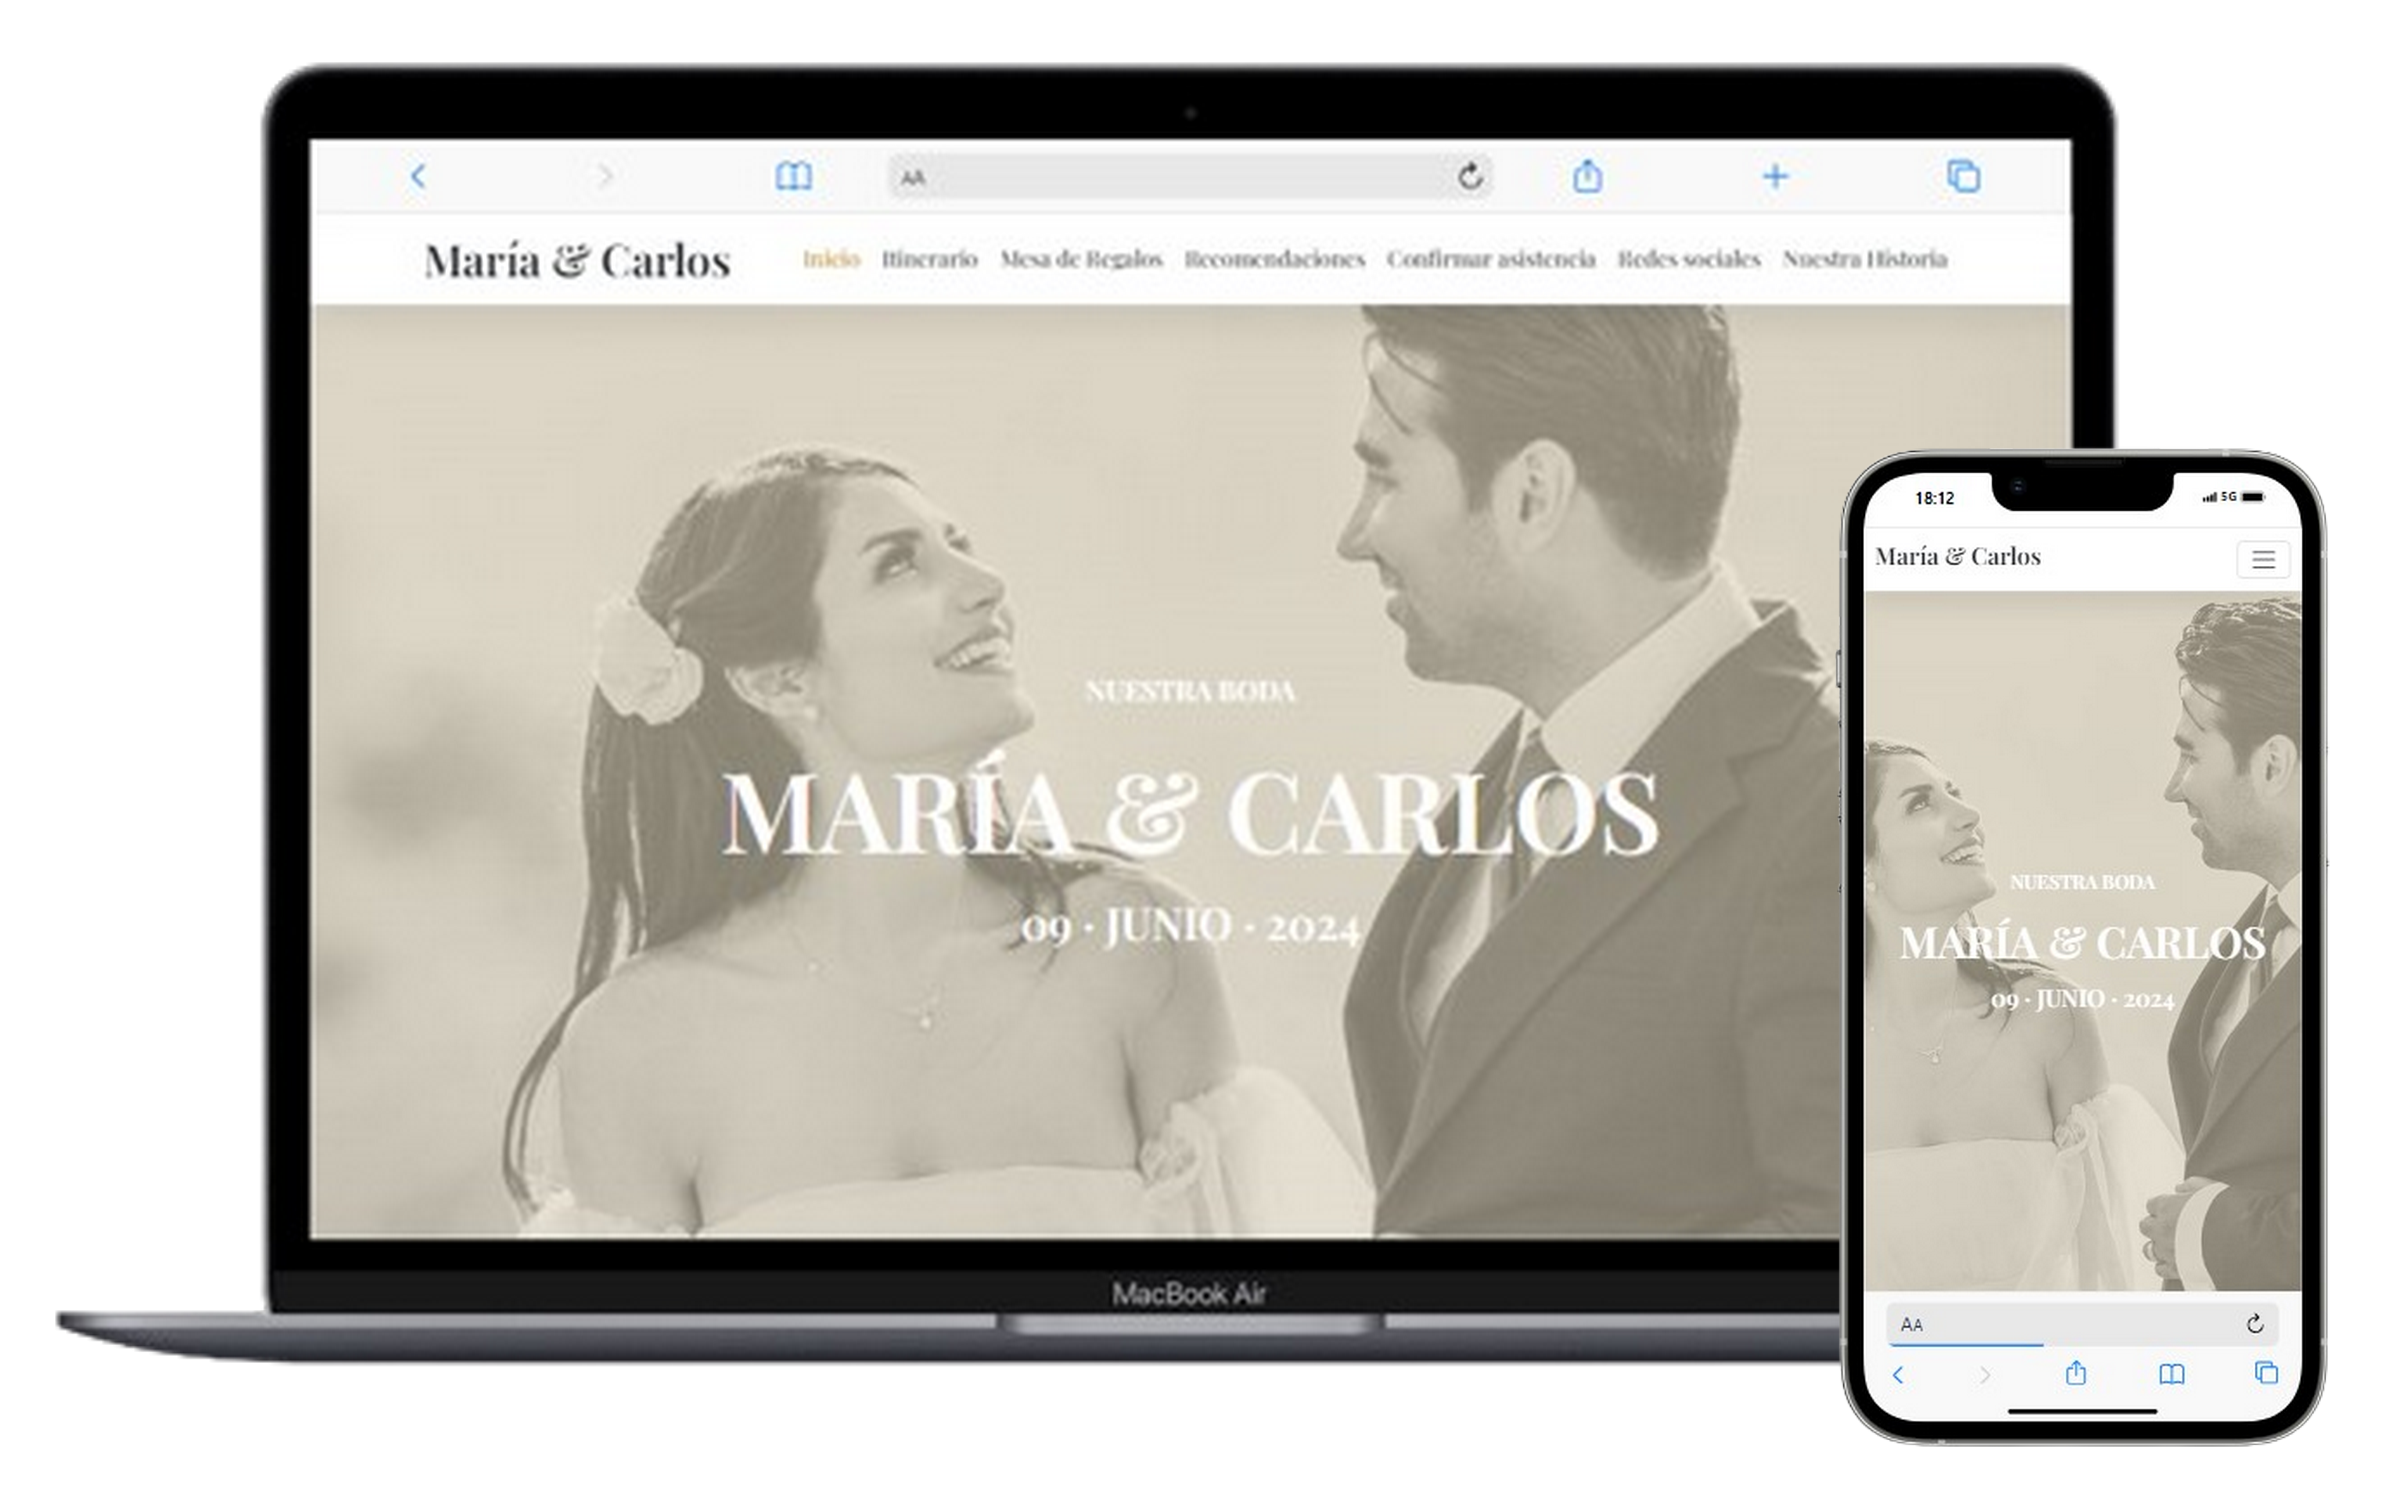 AA
María & Carlos Inicio Itinerario Mesa de Regalos Recomendaciones Confirmar asistencia Redes sociales Nuestra Historia
NUESTRA BODA
MARÍA & CARLOS
09 · JUNIO · 2024
MacBook Air
18:12 5G
María & Carlos
NUESTRA BODA
MARÍA & CARLOS
09 · JUNIO · 2024
AA